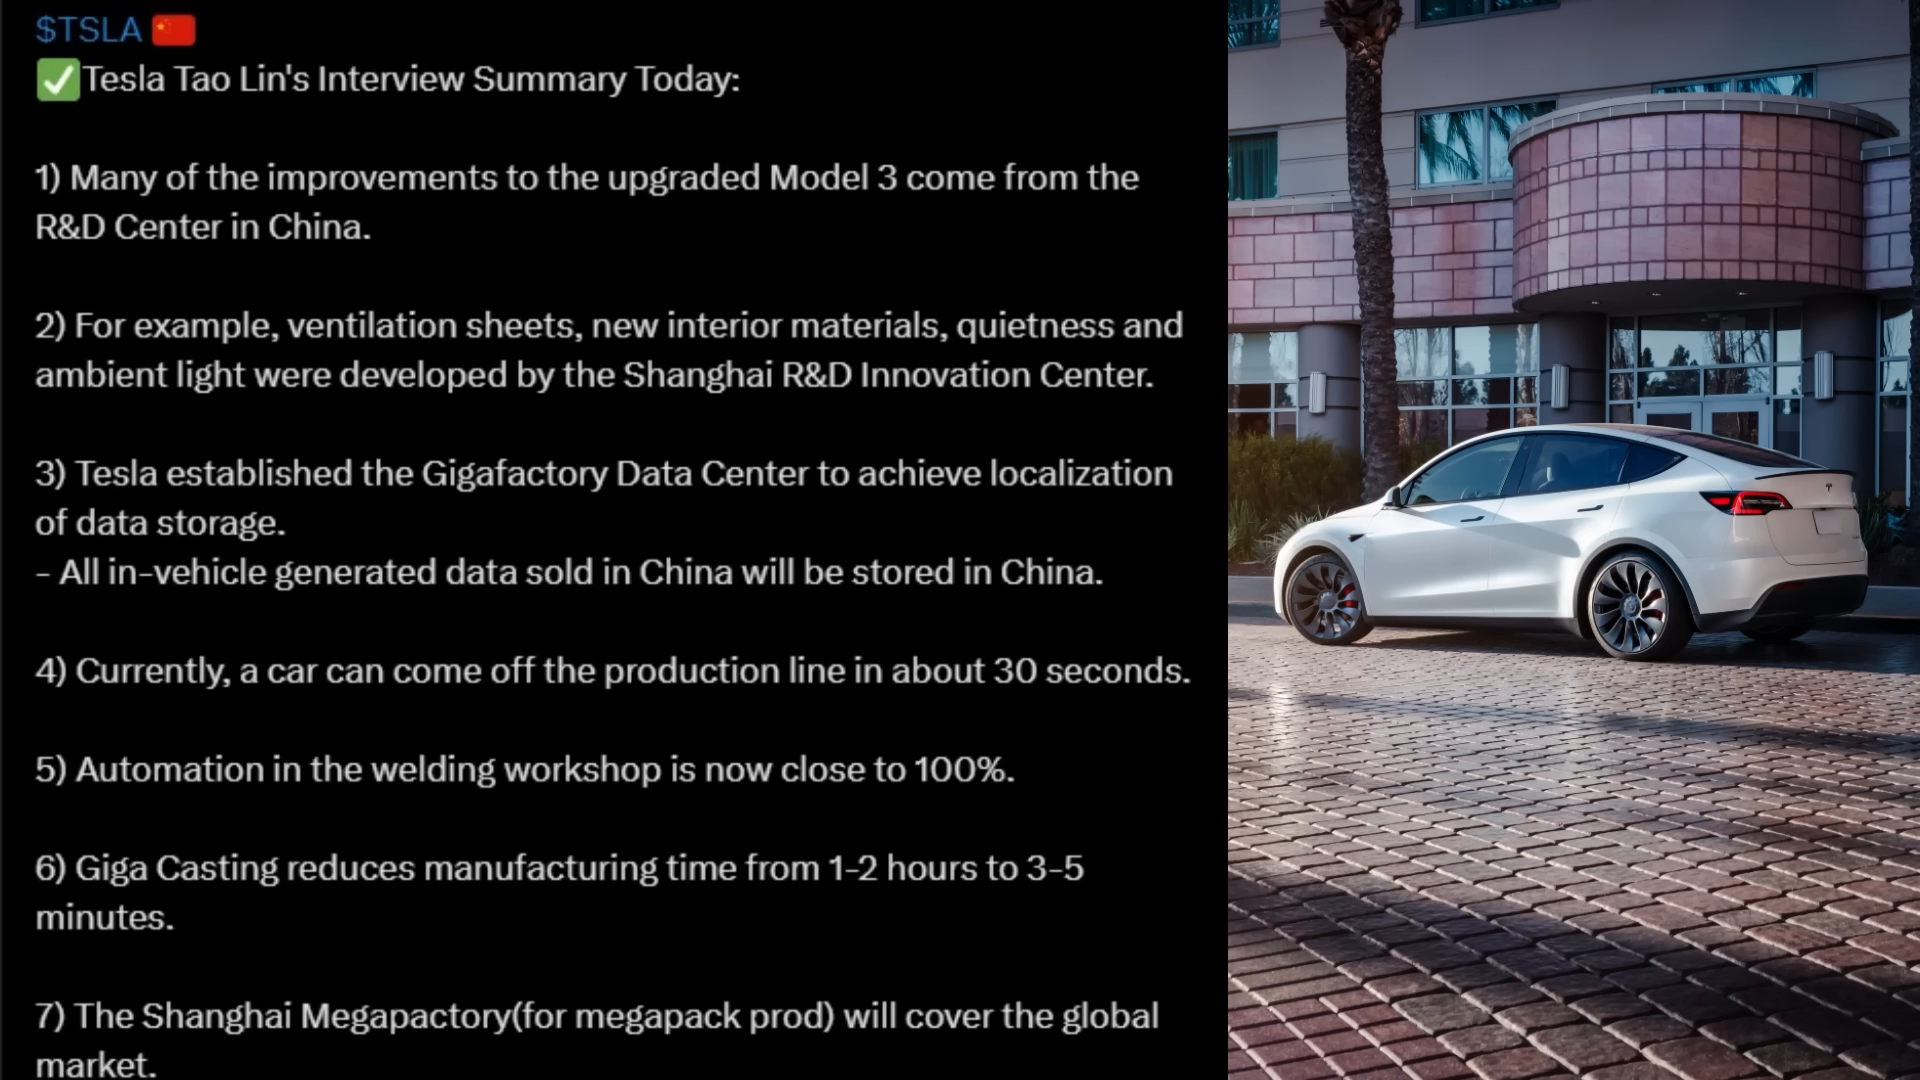 $TSLA 🇨🇳
✅Tesla Tao Lin's Interview Summary Today:
1) Many of the improvements to the upgraded Model 3 come from the
R&D Center in China.
2) For example, ventilation sheets, new interior materials, quietness and
ambient light were developed by the Shanghai R&D Innovation Center.
3) Tesla established the Gigafactory Data Center to achieve localization
of data storage.
- All in-vehicle generated data sold in China will be stored in China.
4) Currently, a car can come off the production line in about 30 seconds.
5) Automation in the welding workshop is now close to 100%.
6) Giga Casting reduces manufacturing time from 1-2 hours to 3-5
minutes.
7) The Shanghai Megapactory(for megapack prod) will cover the global
market.